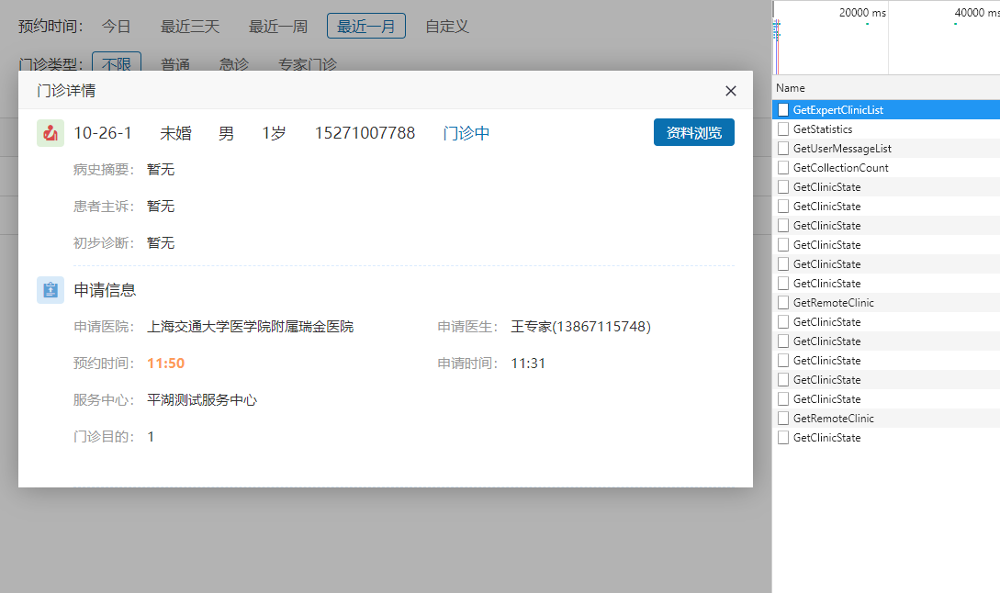 预约时间： 今日 最近三天 最近一周 最近一月 自定义
门诊类型： 不限 普通 急诊 专家门诊
门诊详情
10-26-1 未婚 男 1岁 15271007788 门诊中 资料浏览
病史摘要： 暂无
患者主诉： 暂无
初步诊断： 暂无
申请信息
申请医院： 上海交通大学医学院附属瑞金医院 申请医生： 王专家(13867115748)
预约时间： 11:50 申请时间： 11:31
服务中心： 平湖测试服务中心
门诊目的： 1
20000 ms 40000 ms
Name
GetExpertClinicList
GetStatistics
GetUserMessageList
GetCollectionCount
GetClinicState
GetClinicState
GetClinicState
GetClinicState
GetClinicState
GetClinicState
GetRemoteClinic
GetClinicState
GetClinicState
GetClinicState
GetClinicState
GetClinicState
GetRemoteClinic
GetClinicState